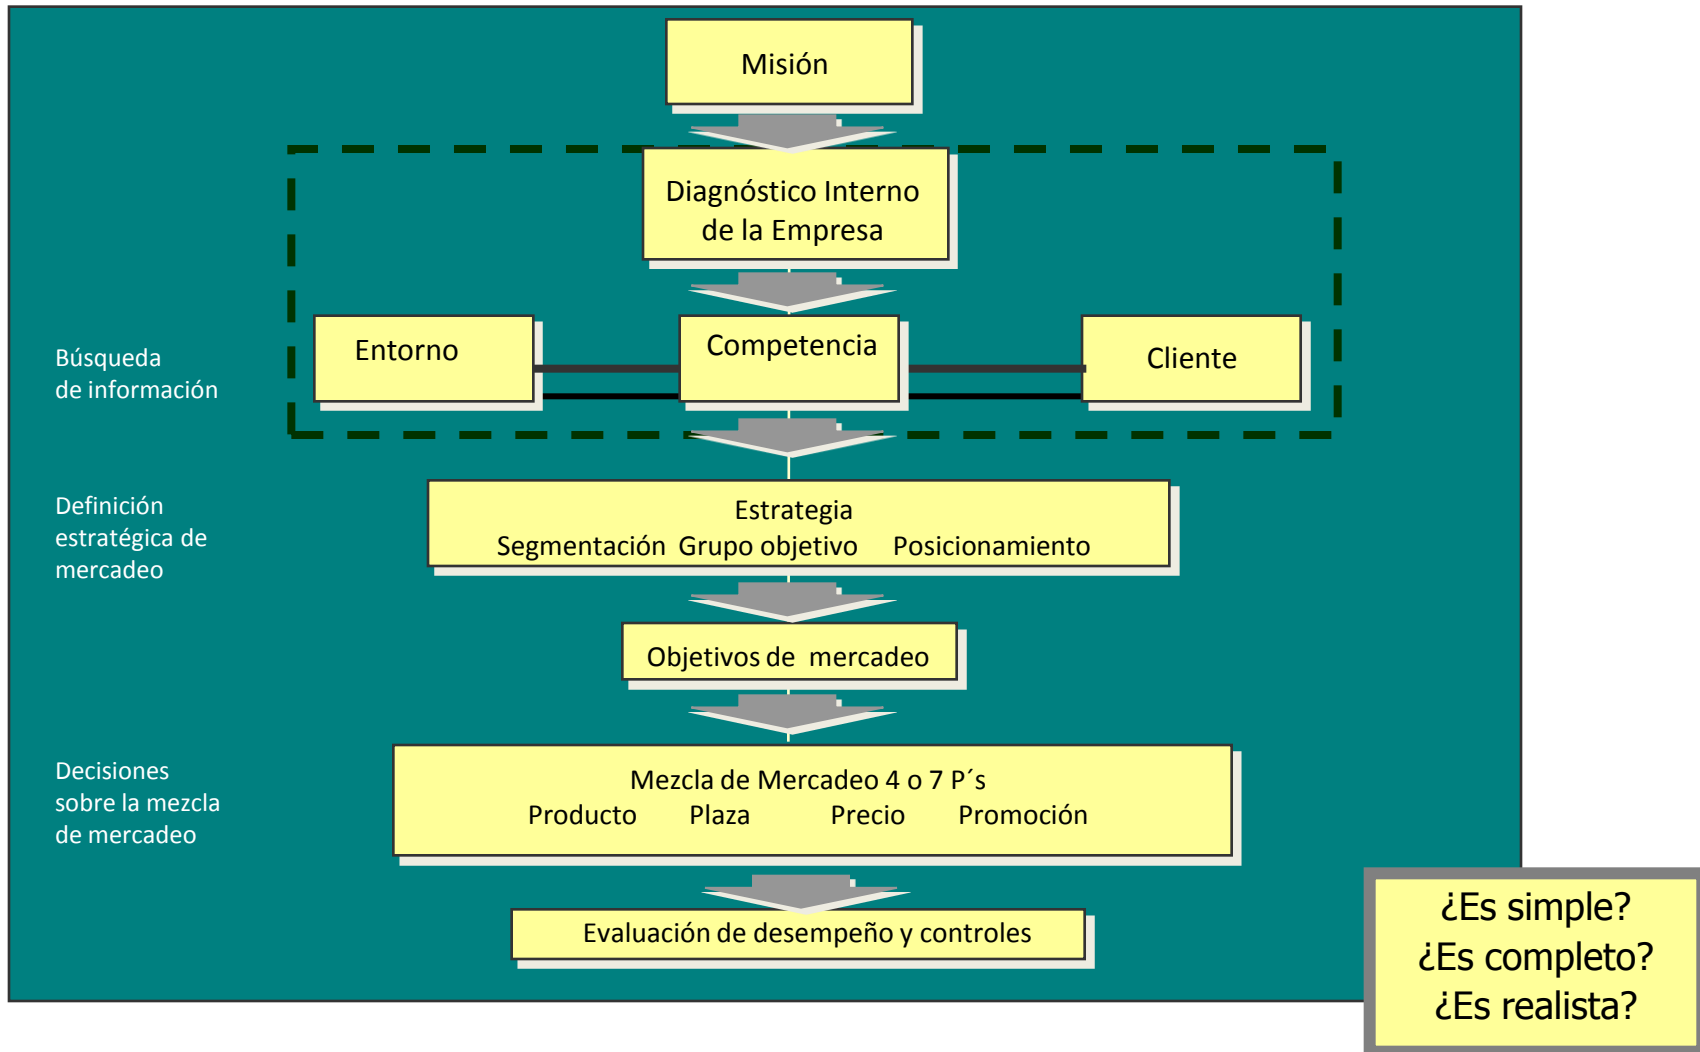 Misión
Diagnóstico Interno
de la Empresa
Entorno
Competencia
Cliente
Búsqueda
de información
Definición
estratégica de
mercadeo
Estrategia
Segmentación Grupo objetivo Posicionamiento
Objetivos de mercadeo
Decisiones
sobre la mezcla
de mercadeo
Mezcla de Mercadeo 4 o 7 P´s
Producto Plaza Precio Promoción
Evaluación de desempeño y controles
¿Es simple?
¿Es completo?
¿Es realista?